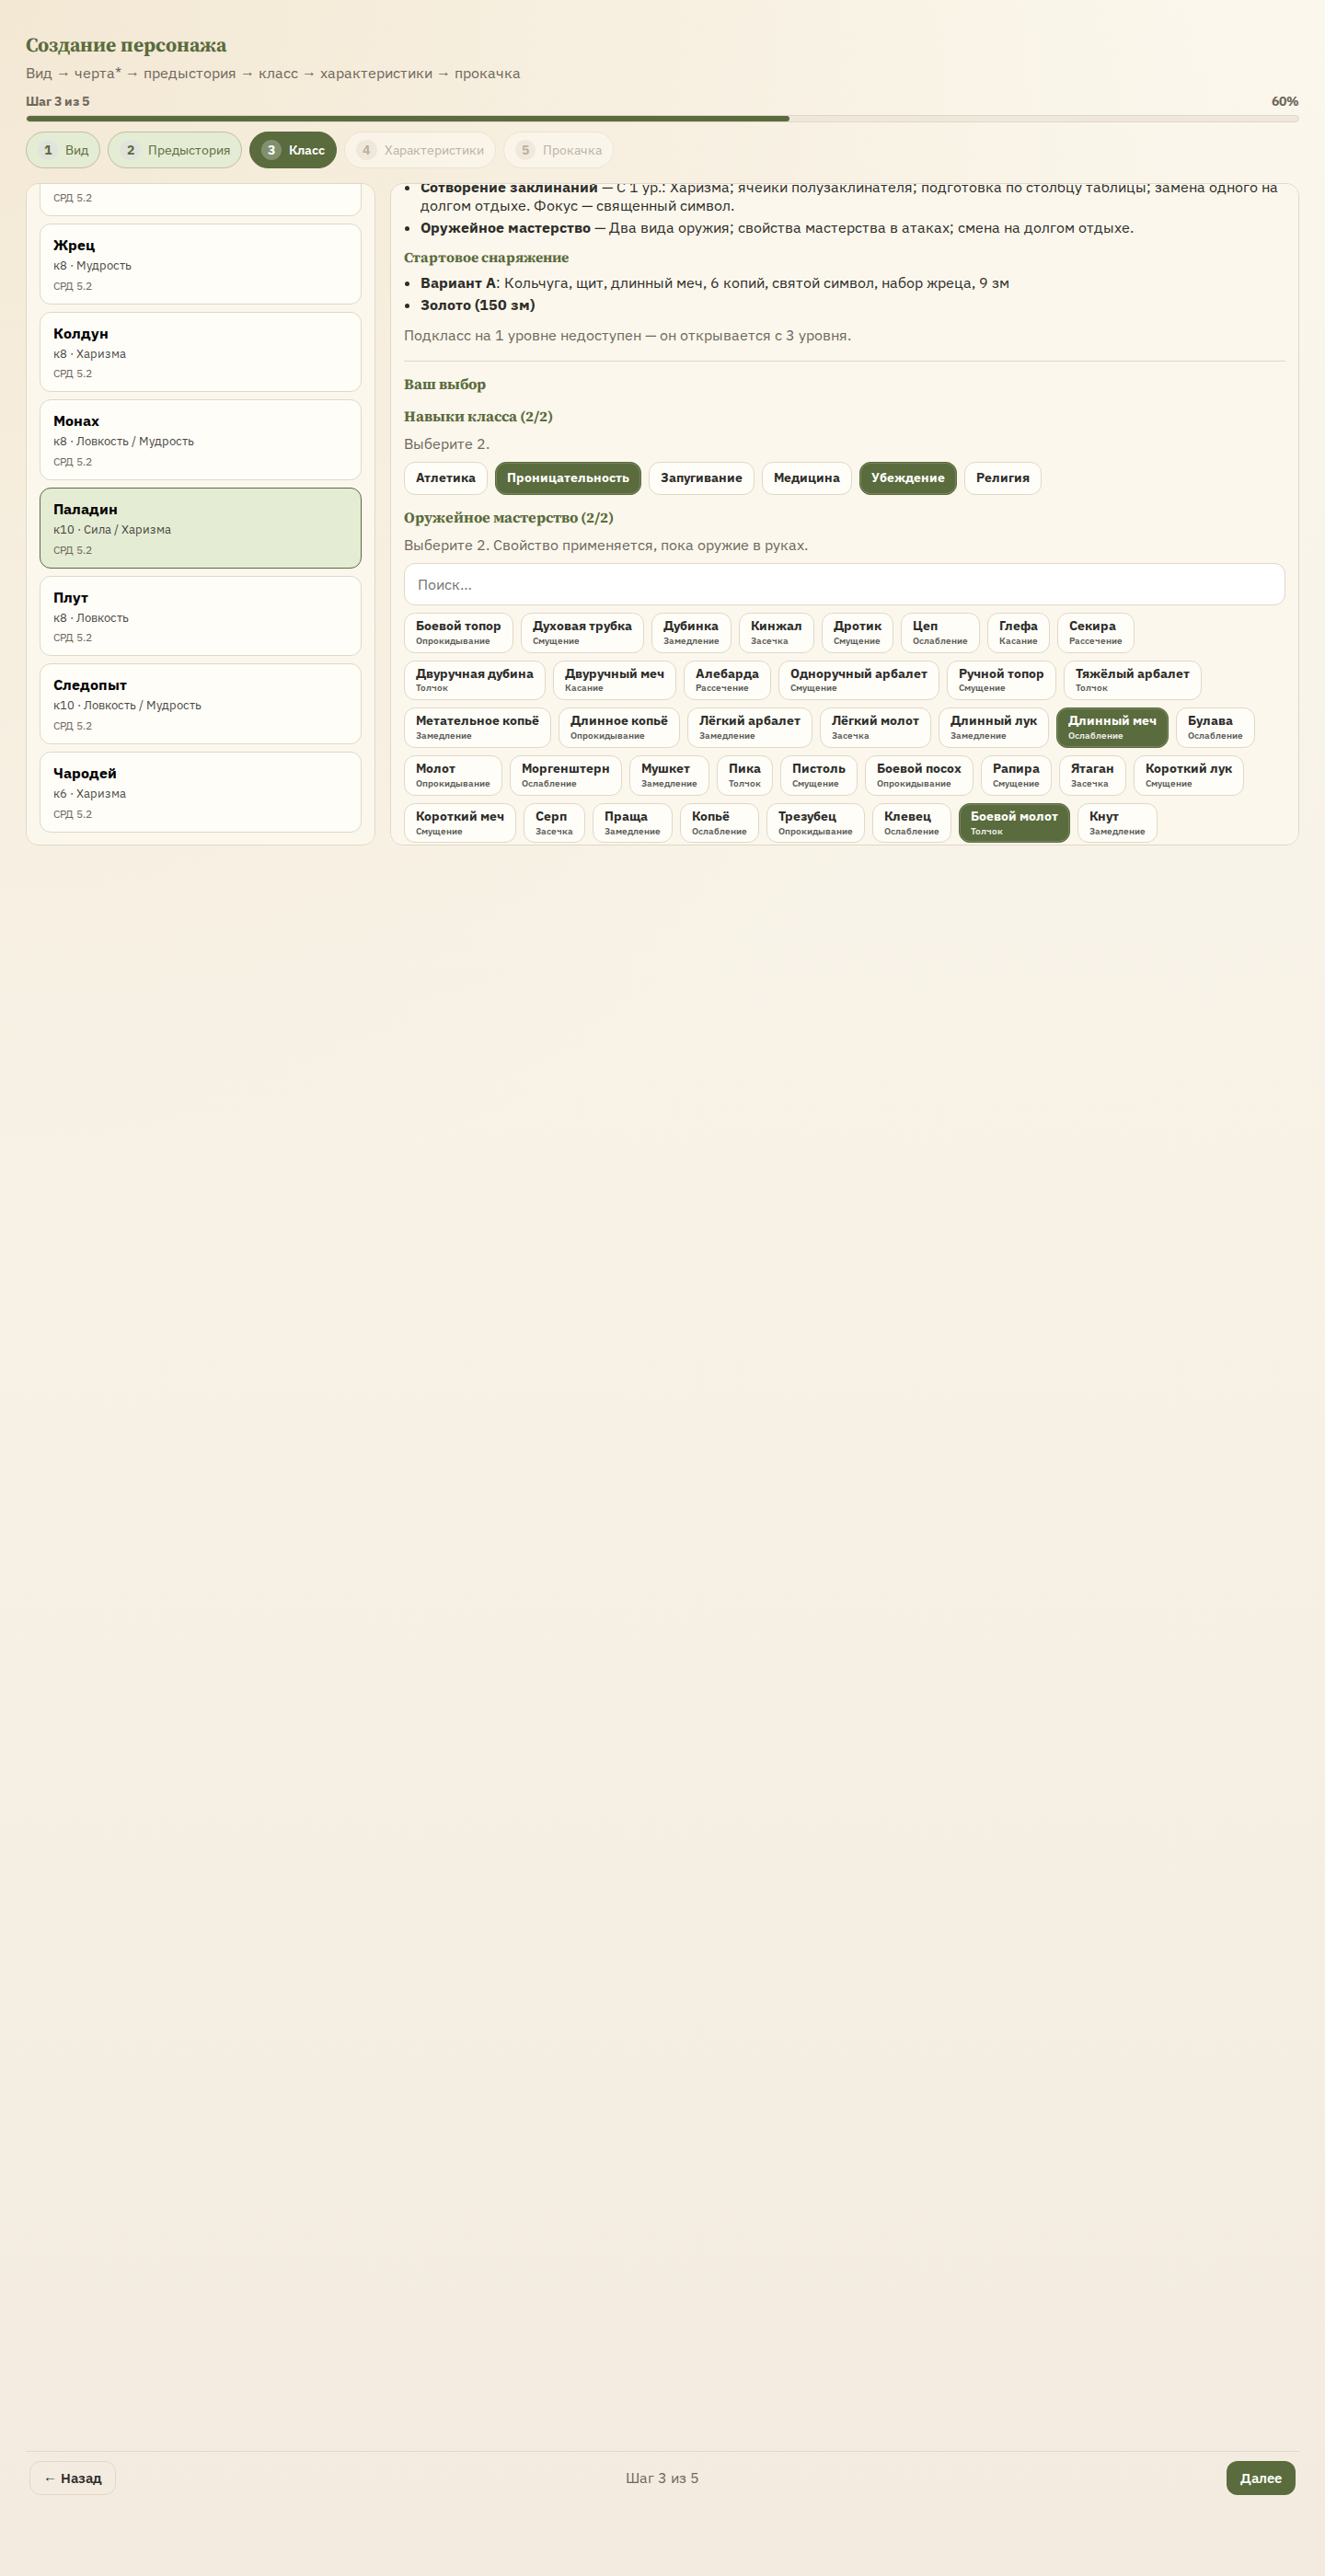 Создание персонажа
Вид → черта* → предыстория → класс → характеристики → прокачка
Шаг 3 из 5
60%
1 Вид
2 Предыстория
3 Класс
4 Характеристики
5 Прокачка
СРД 5.2
Жрец
к8 · Мудрость
СРД 5.2
Колдун
к8 · Харизма
СРД 5.2
Монах
к8 · Ловкость / Мудрость
СРД 5.2
Паладин
к10 · Сила / Харизма
СРД 5.2
Плут
к8 · Ловкость
СРД 5.2
Следопыт
к10 · Ловкость / Мудрость
СРД 5.2
Чародей
к6 · Харизма
СРД 5.2
• Сотворение заклинаний — С 1 ур.: Харизма; ячейки полузаклинателя; подготовка по столбцу таблицы; замена одного на
долгом отдыхе. Фокус — священный символ.
• Оружейное мастерство — Два вида оружия; свойства мастерства в атаках; смена на долгом отдыхе.
Стартовое снаряжение
• Вариант A: Кольчуга, щит, длинный меч, 6 копий, святой символ, набор жреца, 9 зм
• Золото (150 зм)
Подкласс на 1 уровне недоступен — он открывается с 3 уровня.
Ваш выбор
Навыки класса (2/2)
Выберите 2.
Атлетика Проницательность Запугивание Медицина Убеждение Религия
Оружейное мастерство (2/2)
Выберите 2. Свойство применяется, пока оружие в руках.
Поиск...
Боевой топор Духовая трубка Дубинка Кинжал Дротик Цеп Глефа Секира
Опрокидывание Смущение Замедление Засечка Смущение Ослабление Касание Рассечение
Двуручная дубина Двуручный меч Алебарда Одноручный арбалет Ручной топор Тяжёлый арбалет
Толчок Касание Рассечение Смущение Смущение Толчок
Метательное копьё Длинное копьё Лёгкий арбалет Лёгкий молот Длинный лук Длинный меч Булава
Замедление Опрокидывание Замедление Засечка Замедление Ослабление Ослабление
Молот Моргенштерн Мушкет Пика Пистоль Боевой посох Рапира Ятаган Короткий лук
Опрокидывание Ослабление Замедление Толчок Смущение Опрокидывание Смущение Засечка Смущение
Короткий меч Серп Праща Копьё Трезубец Клевец Боевой молот Кнут
Смущение Засечка Замедление Ослабление Опрокидывание Ослабление Толчок Замедление
← Назад
Шаг 3 из 5
Далее